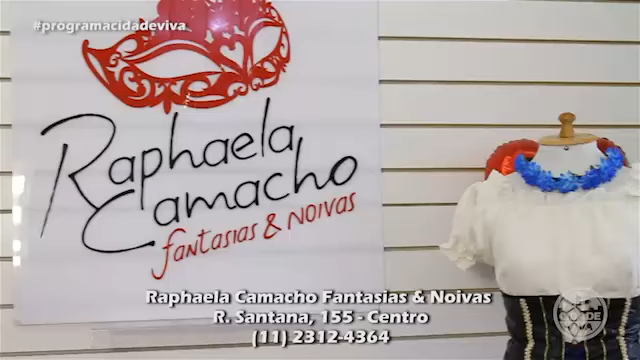 #programacidadeviva
Raphaela
Camacho
fantasias & NOIVAS
Raphaela Camacho Fantasias & Noivas
R. Santana, 155 - Centro
(11) 2312-4364